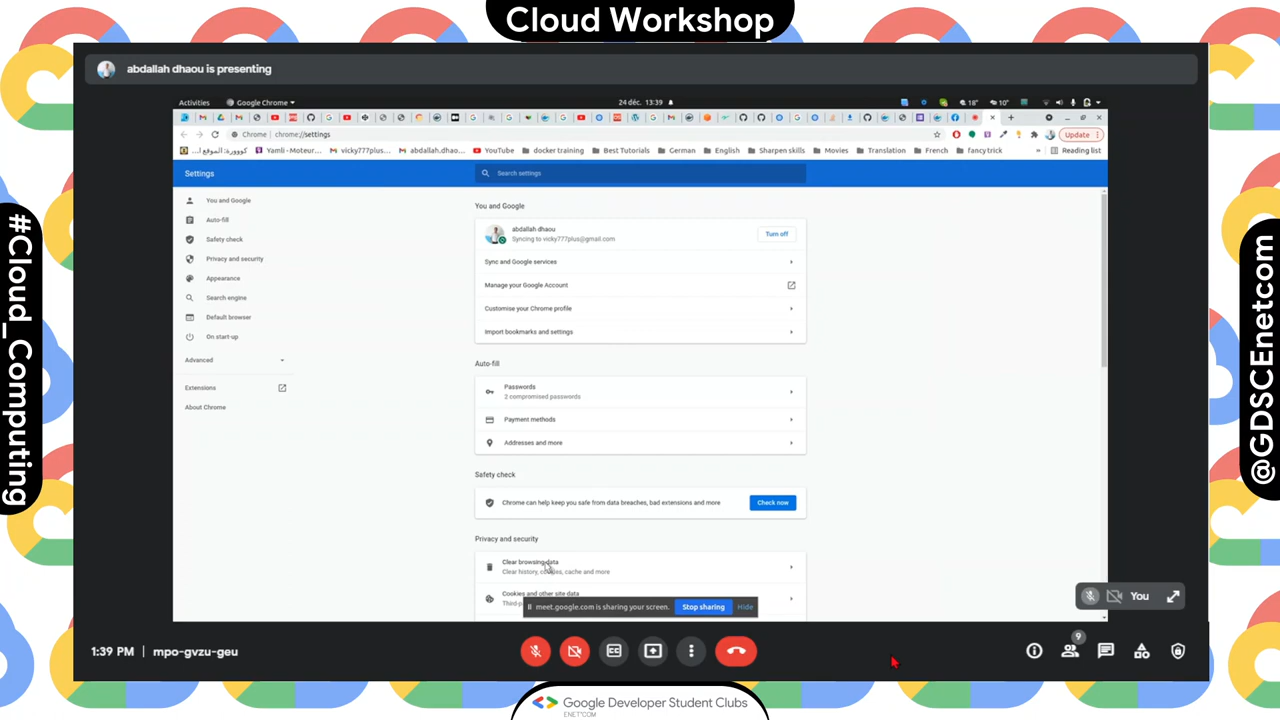 Cloud Workshop
abdallah dhaou is presenting
Activities Google Chrome 24 déc. 13:39 18° 10°
Chrome chrome://settings Update
كووورة: الموقع ا... Yamli - Moteur... vicky777plus... abdallah.dhao... YouTube docker training Best Tutorials German English Sharpen skills Movies Translation French fancy trick » Reading list
Settings Search settings
You and Google
Auto-fill
Safety check
Privacy and security
Appearance
Search engine
Default browser
On start-up
Advanced
Extensions
About Chrome
You and Google
abdallah dhaou
Syncing to vicky777plus@gmail.com
Turn off
Sync and Google services
Manage your Google Account
Customise your Chrome profile
Import bookmarks and settings
Auto-fill
Passwords
2 compromised passwords
Payment methods
Addresses and more
Safety check
Chrome can help keep you safe from data breaches, bad extensions and more Check now
Privacy and security
Clear browsing data
Clear history, cookies, cache and more
Cookies and other site data
Third-p
meet.google.com is sharing your screen. Stop sharing Hide
You
1:39 PM | mpo-gvzu-geu
9
#Cloud_Computing
@GDSCEnetcom
Google Developer Student Clubs
ENET'COM